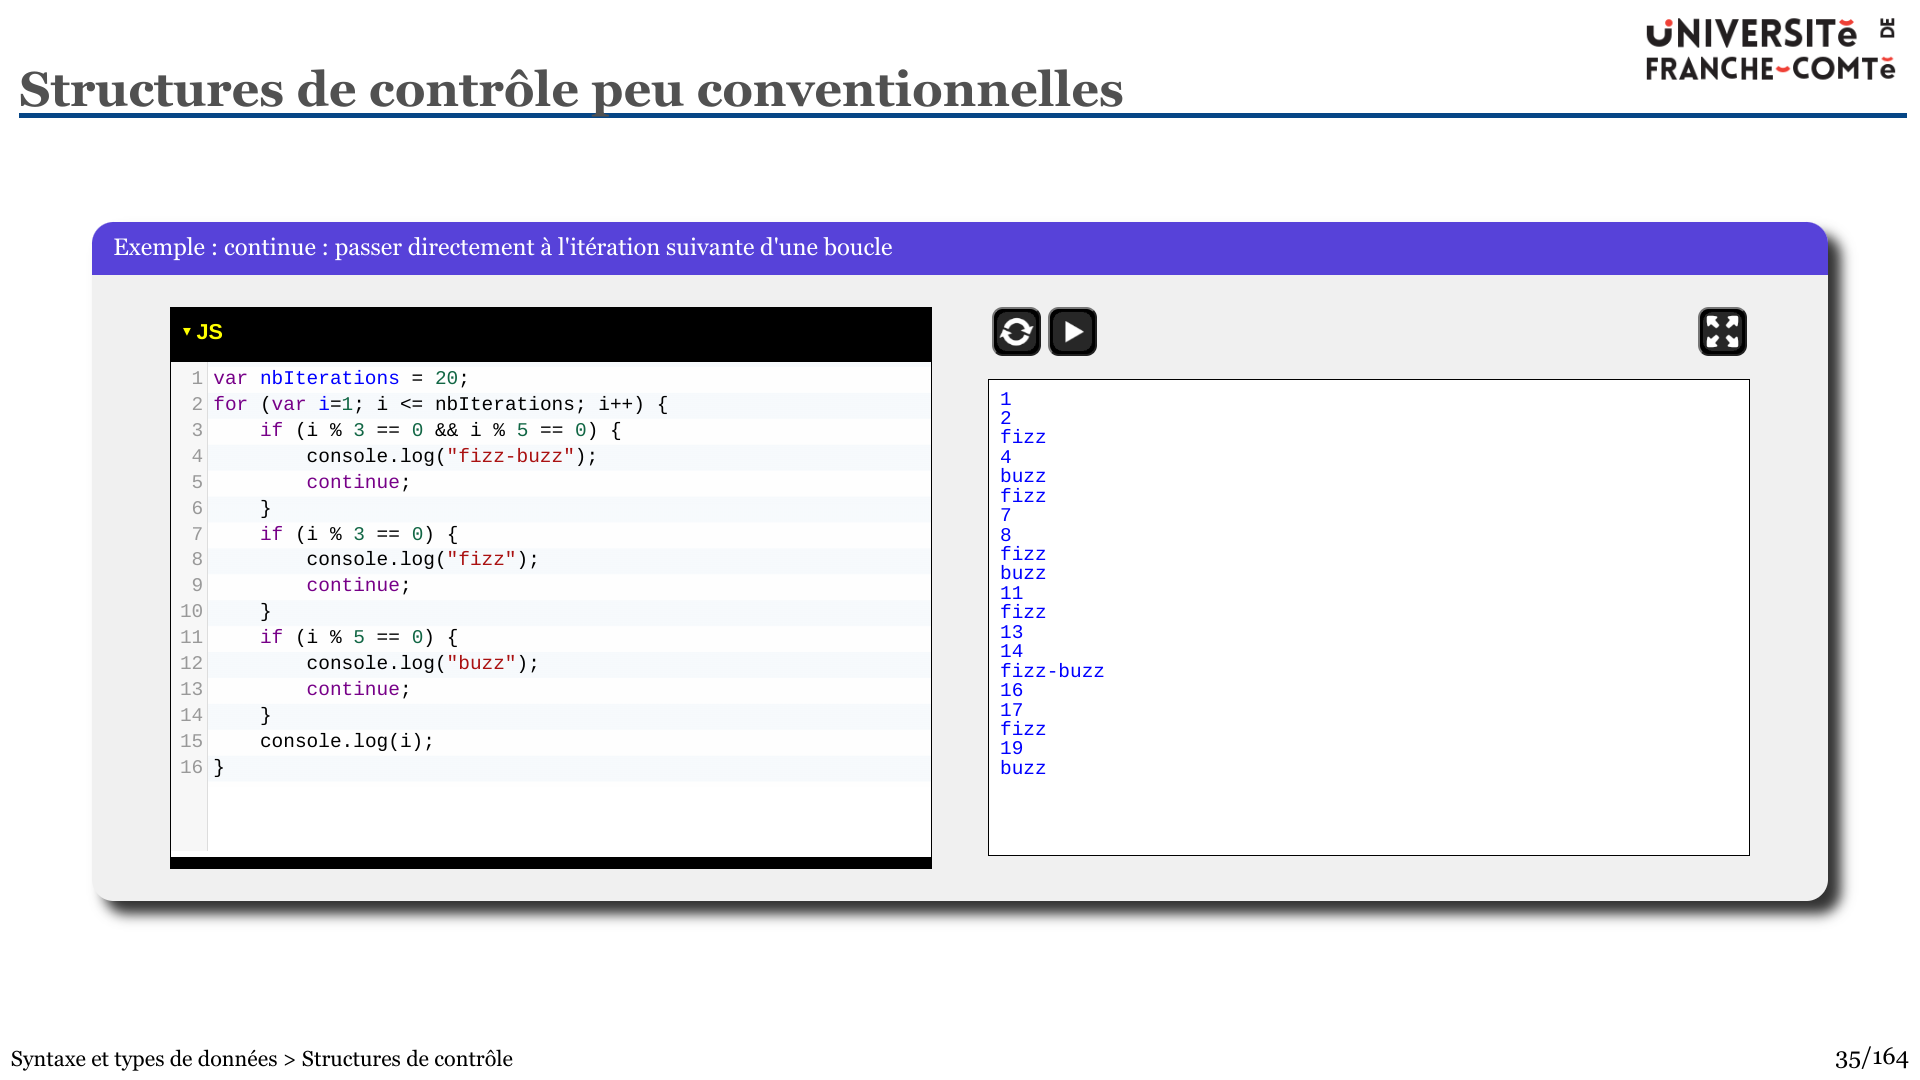 UNIVERSITé DE
FRANCHE-COMTé
Structures de contrôle peu conventionnelles
Exemple : continue : passer directement à l'itération suivante d'une boucle
▾ JS
1 var nbIterations = 20;
2 for (var i=1; i <= nbIterations; i++) {
3     if (i % 3 == 0 && i % 5 == 0) {
4         console.log("fizz-buzz");
5         continue;
6     }
7     if (i % 3 == 0) {
8         console.log("fizz");
9         continue;
10     }
11     if (i % 5 == 0) {
12         console.log("buzz");
13         continue;
14     }
15     console.log(i);
16 }
1
2
fizz
4
buzz
fizz
7
8
fizz
buzz
11
fizz
13
14
fizz-buzz
16
17
fizz
19
buzz
Syntaxe et types de données > Structures de contrôle
35/164